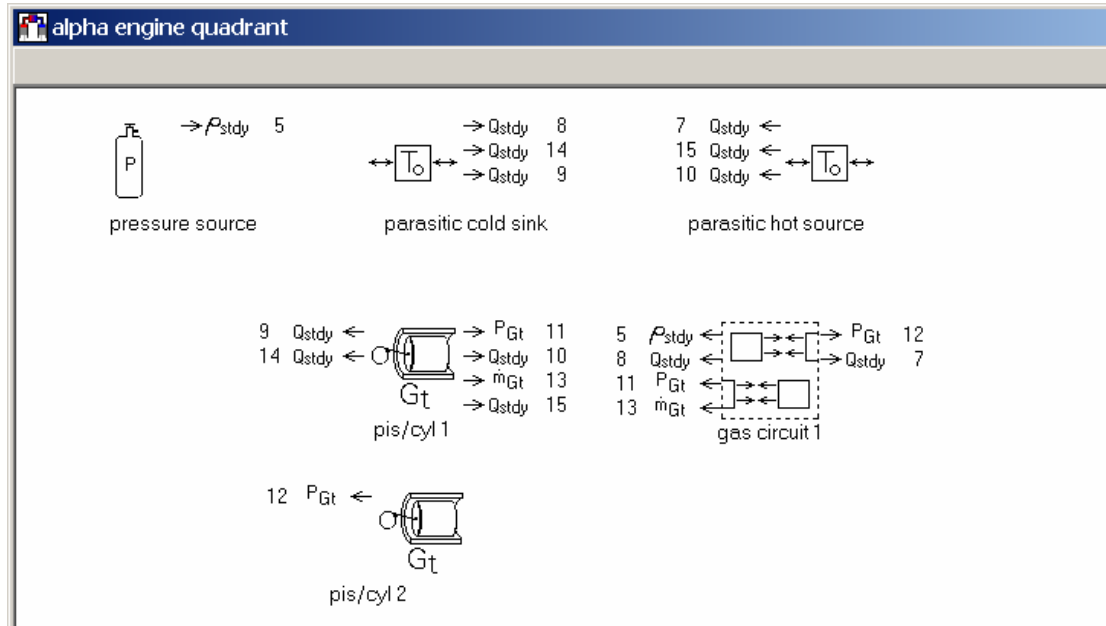 alpha engine quadrant
→ρstdy 5
→Qstdy 8
→Qstdy 14
→Qstdy 9
7 Qstdy←
15 Qstdy←
10 Qstdy←
P
To
To
pressure source
parasitic cold sink
parasitic hot source
9 Qstdy←
14 Qstdy←
→PGt 11
→Qstdy 10
→ṁGt 13
→Qstdy 15
Gt
pis/cyl 1
5 ρstdy←
8 Qstdy←
11 PGt←
13 ṁGt←
→PGt 12
→Qstdy 7
gas circuit 1
12 PGt←
Gt
pis/cyl 2